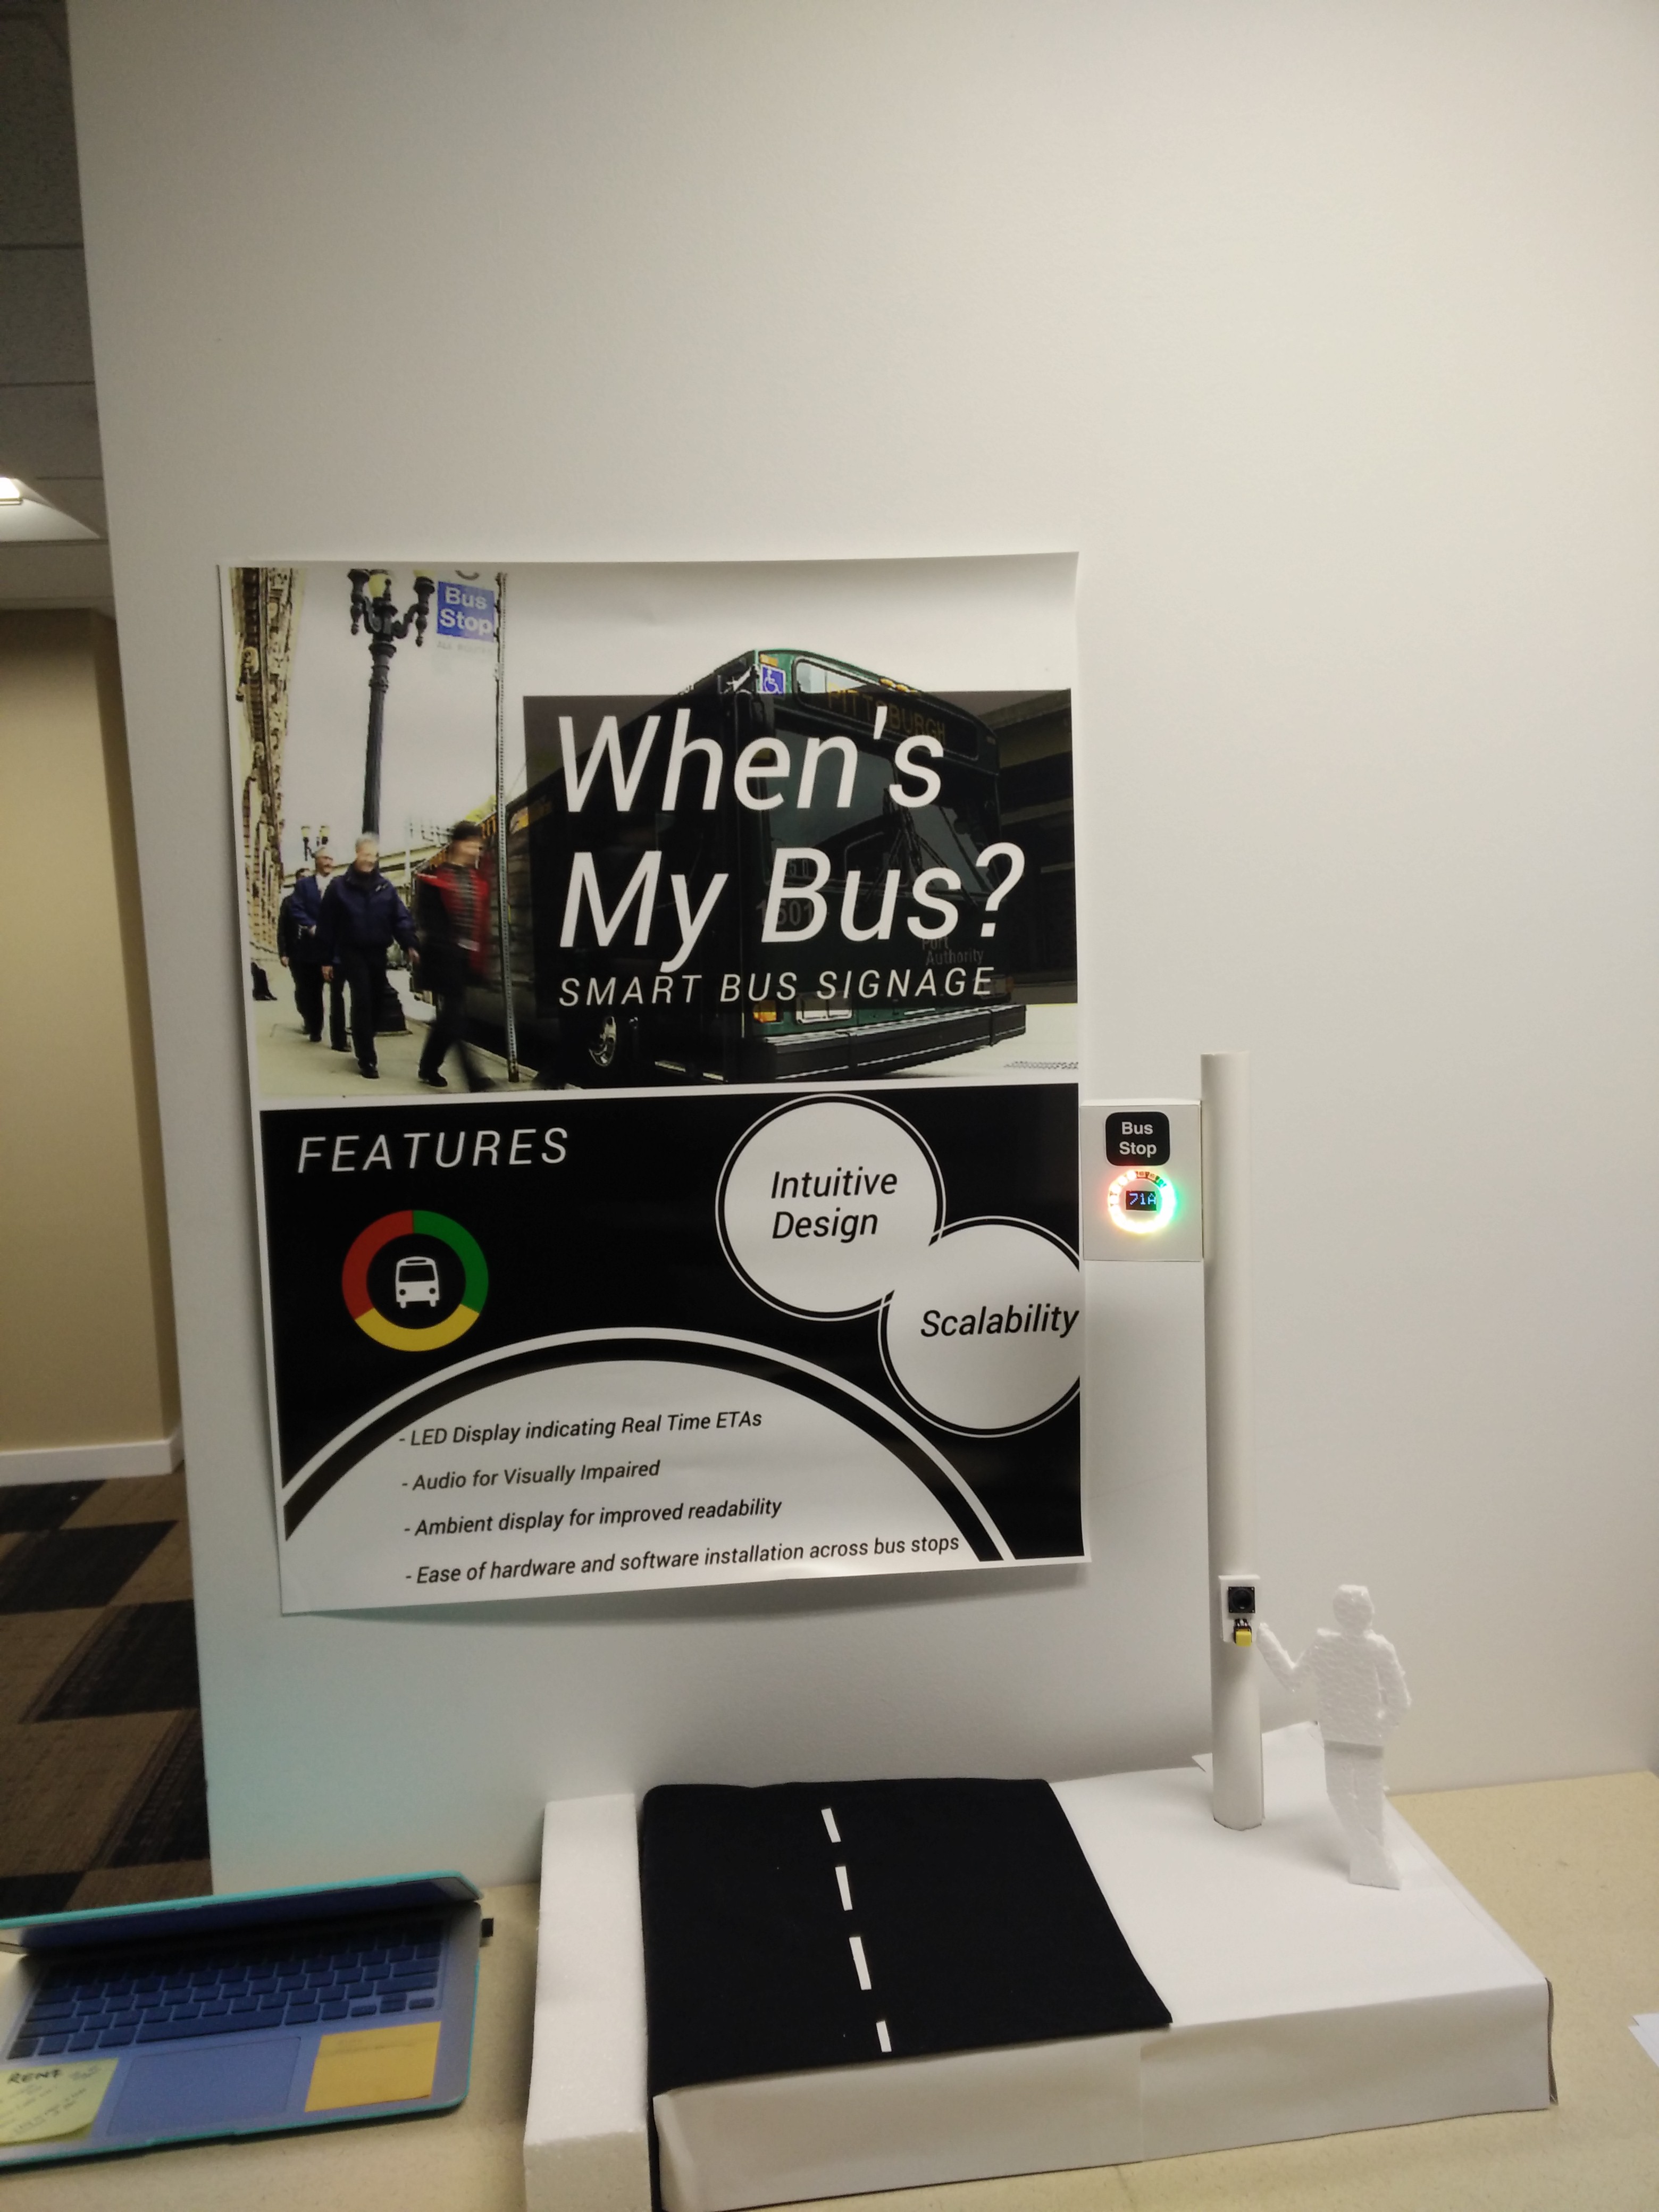 Bus
Stop
PITTSBURGH
When's
My Bus?
1501
Port
Authority
SMART BUS SIGNAGE
FEATURES
Intuitive
Design
Scalability
- LED Display indicating Real Time ETAs
- Audio for Visually Impaired
- Ambient display for improved readability
- Ease of hardware and software installation across bus stops
Bus
Stop
71A
RENT